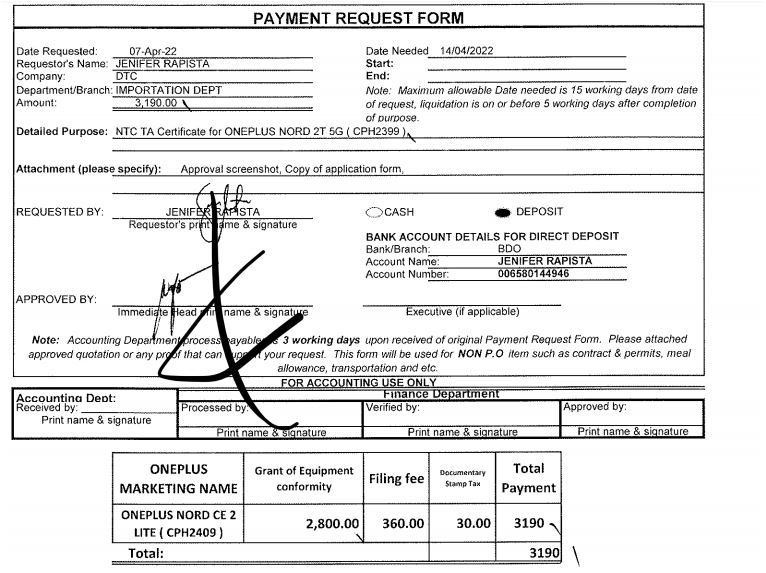 PAYMENT REQUEST FORM
Date Requested: 07-Apr-22
Requestor's Name: JENIFER RAPISTA
Company: DTC
Department/Branch: IMPORTATION DEPT
Amount: 3,190.00
Date Needed 14/04/2022
Start:
End:
Note: Maximum allowable Date needed is 15 working days from date
of request, liquidation is on or before 5 working days after completion
of purpose.
Detailed Purpose: NTC TA Certificate for ONEPLUS NORD 2T 5G ( CPH2399 )
Attachment (please specify): Approval screenshot, Copy of application form,
REQUESTED BY: JENIFER RAPISTA
Requestor's print name & signature
CASH DEPOSIT
BANK ACCOUNT DETAILS FOR DIRECT DEPOSIT
Bank/Branch: BDO
Account Name: JENIFER RAPISTA
Account Number: 006580144946
APPROVED BY:
Immediate Head print name & signature
Executive (if applicable)
Note: Accounting Department process payable is 3 working days upon received of original Payment Request Form. Please attached
approved quotation or any proof that can support your request. This form will be used for NON P.O item such as contract & permits, meal
allowance, transportation and etc.
FOR ACCOUNTING USE ONLY
Accounting Dept:
Received by:
Print name & signature
Finance Department
Processed by: Verified by: Approved by:
Print name & signature Print name & signature Print name & signature
ONEPLUS MARKETING NAME Grant of Equipment conformity Filing fee Documentary Stamp Tax Total Payment
ONEPLUS NORD CE 2 LITE ( CPH2409 ) 2,800.00 360.00 30.00 3190
Total: 3190